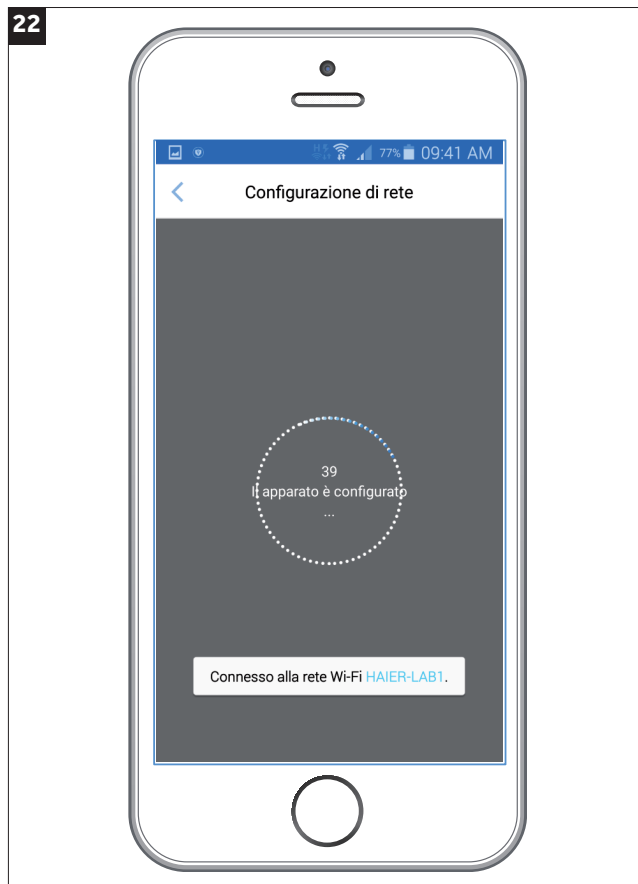 22
77% 09:41 AM
Configurazione di rete
39
Il apparato è configurato
...
Connesso alla rete Wi-Fi HAIER-LAB1.